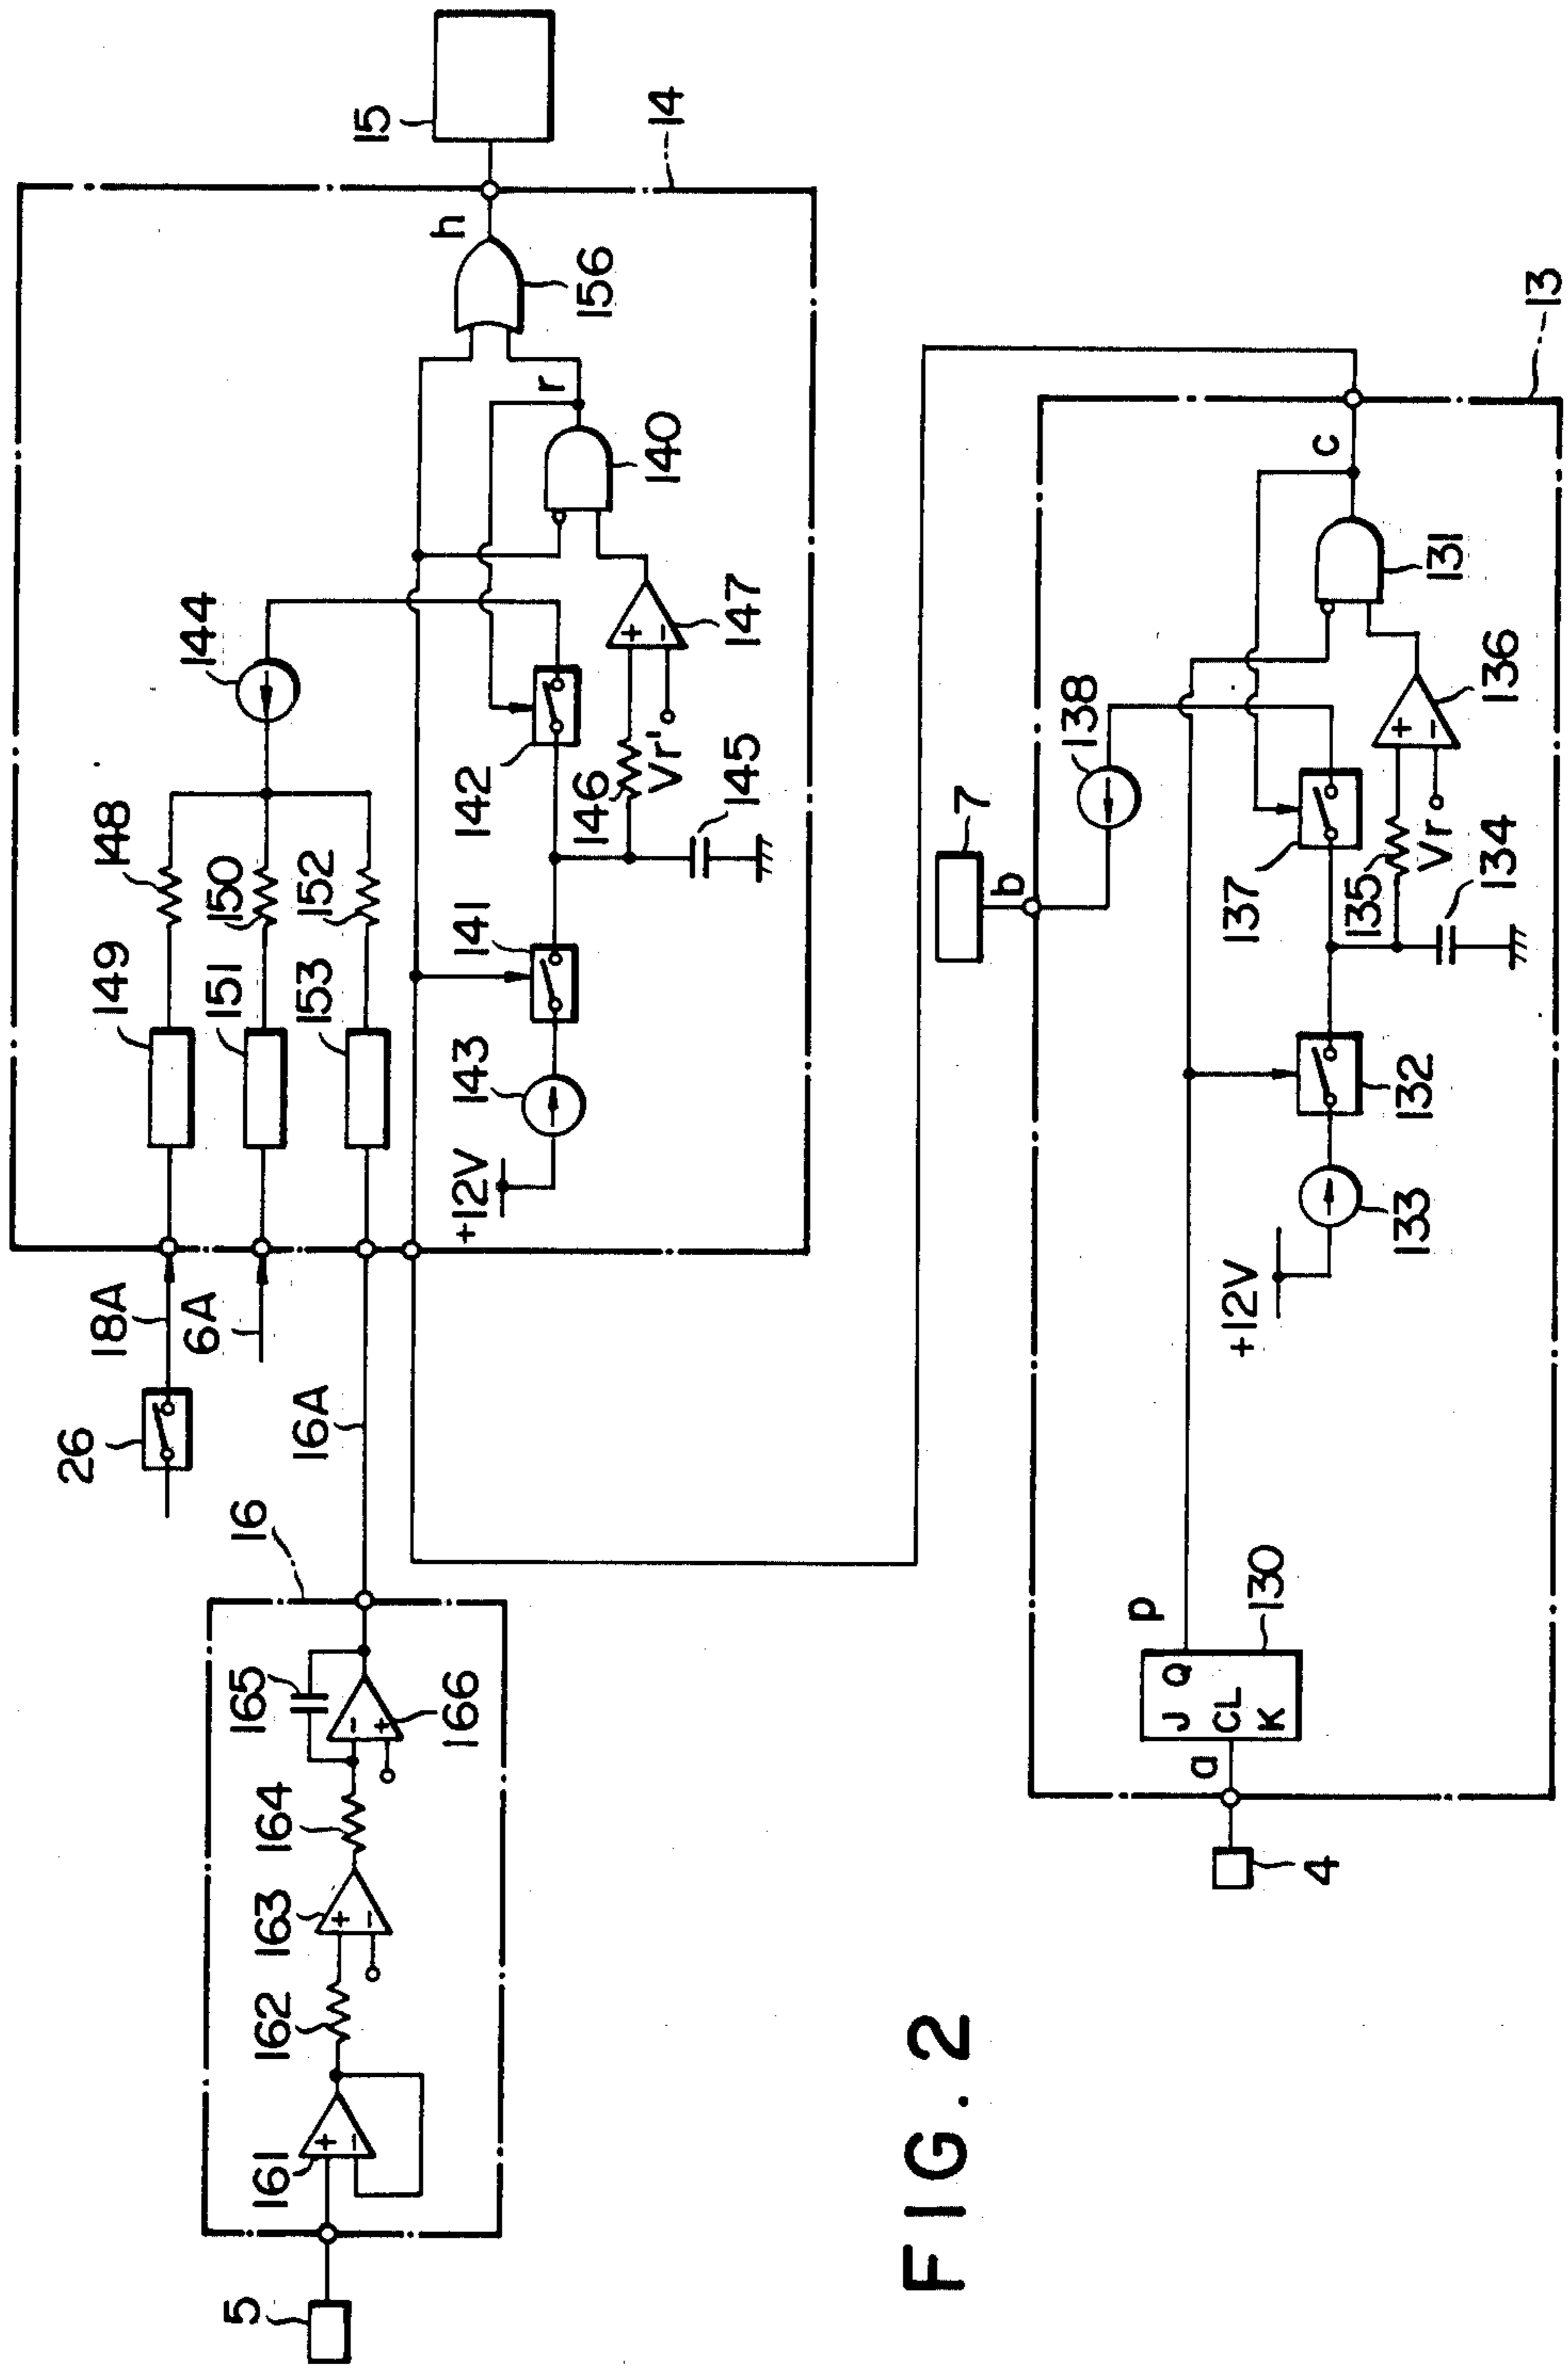 15
14
h
156
r
140
144
147
142
146
Vr'
145
148
150
152
141
149
151
153
143
+12V
18A
6A
26
16A
16
165
166
164
163
162
161
5
13
c
131
138
136
7
b
137
135
Vr
134
132
133
+12V
p
130
J Q
CL
K
a
4
FIG. 2
+
−
+
−
−
+
+
−
+
−
+
−